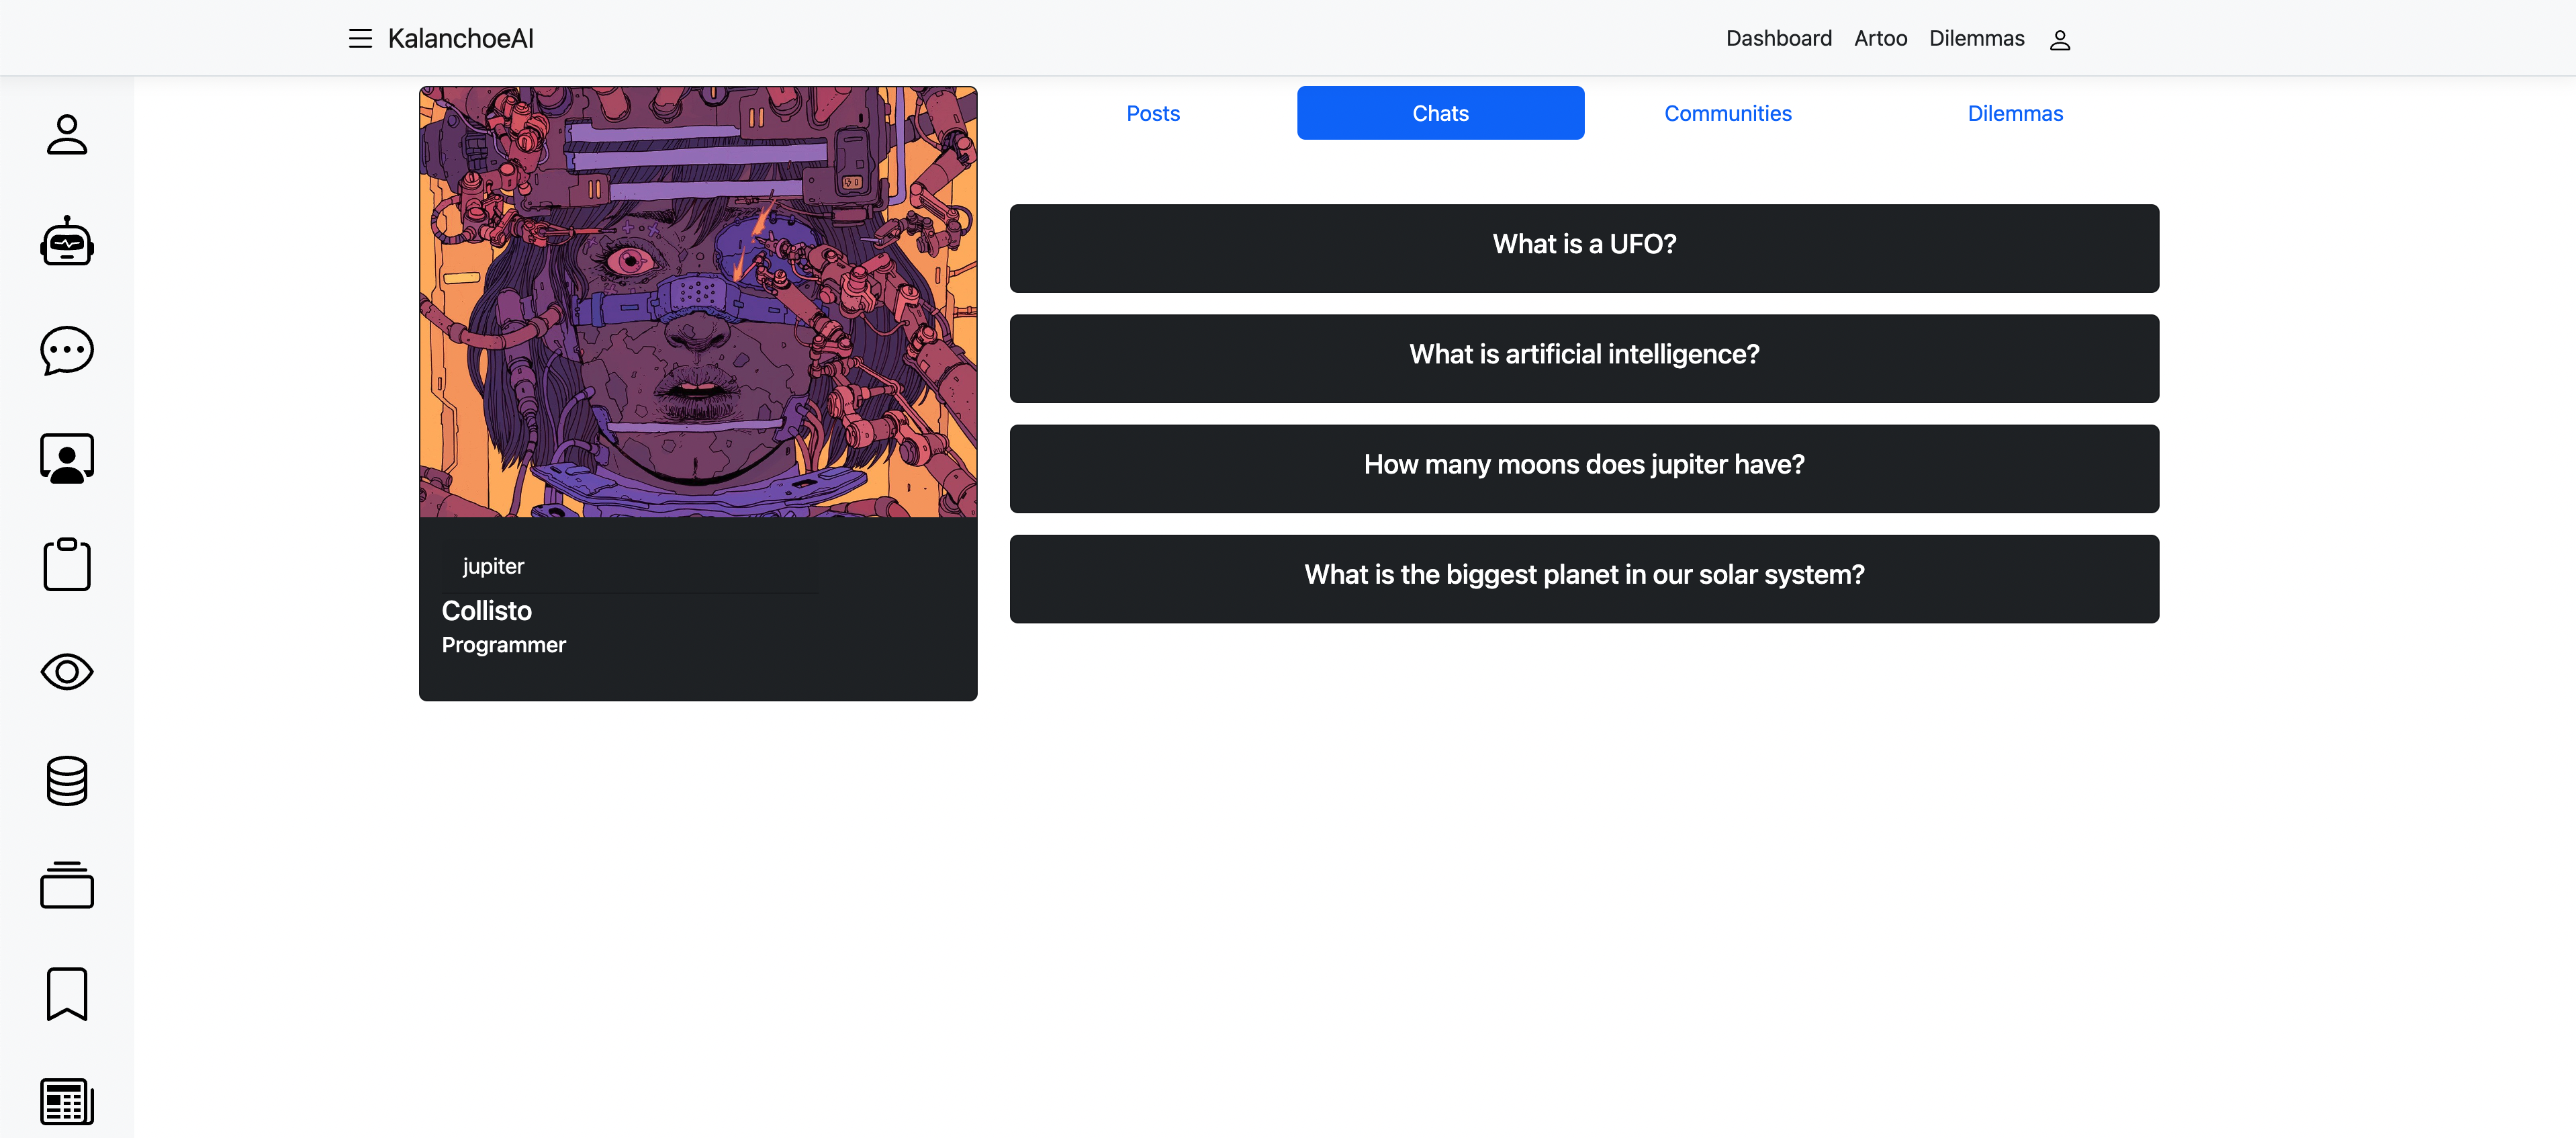 KalanchoeAI
Dashboard Artoo Dilemmas
Posts Chats Communities Dilemmas
What is a UFO?
What is artificial intelligence?
How many moons does jupiter have?
What is the biggest planet in our solar system?
jupiter
Collisto
Programmer